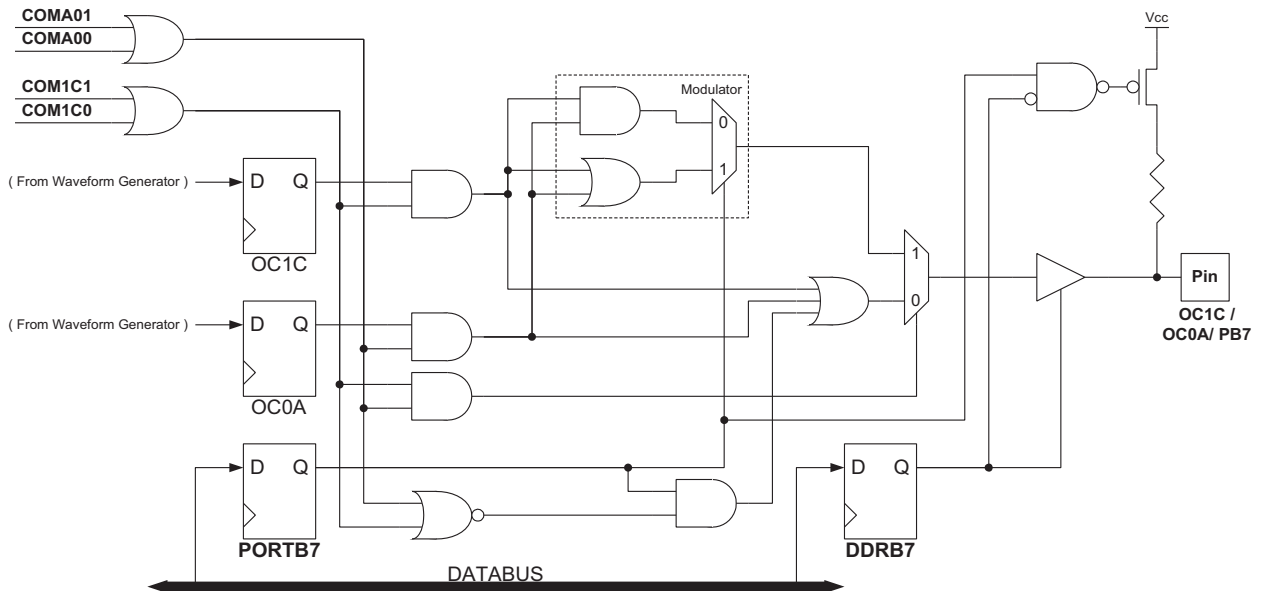 COMA01
COMA00
Vcc
COM1C1
COM1C0
Modulator
0
1
( From Waveform Generator )
D Q
OC1C
1
0
Pin
OC1C /
OC0A/ PB7
( From Waveform Generator )
D Q
OC0A
D Q
PORTB7
D Q
DDRB7
DATABUS